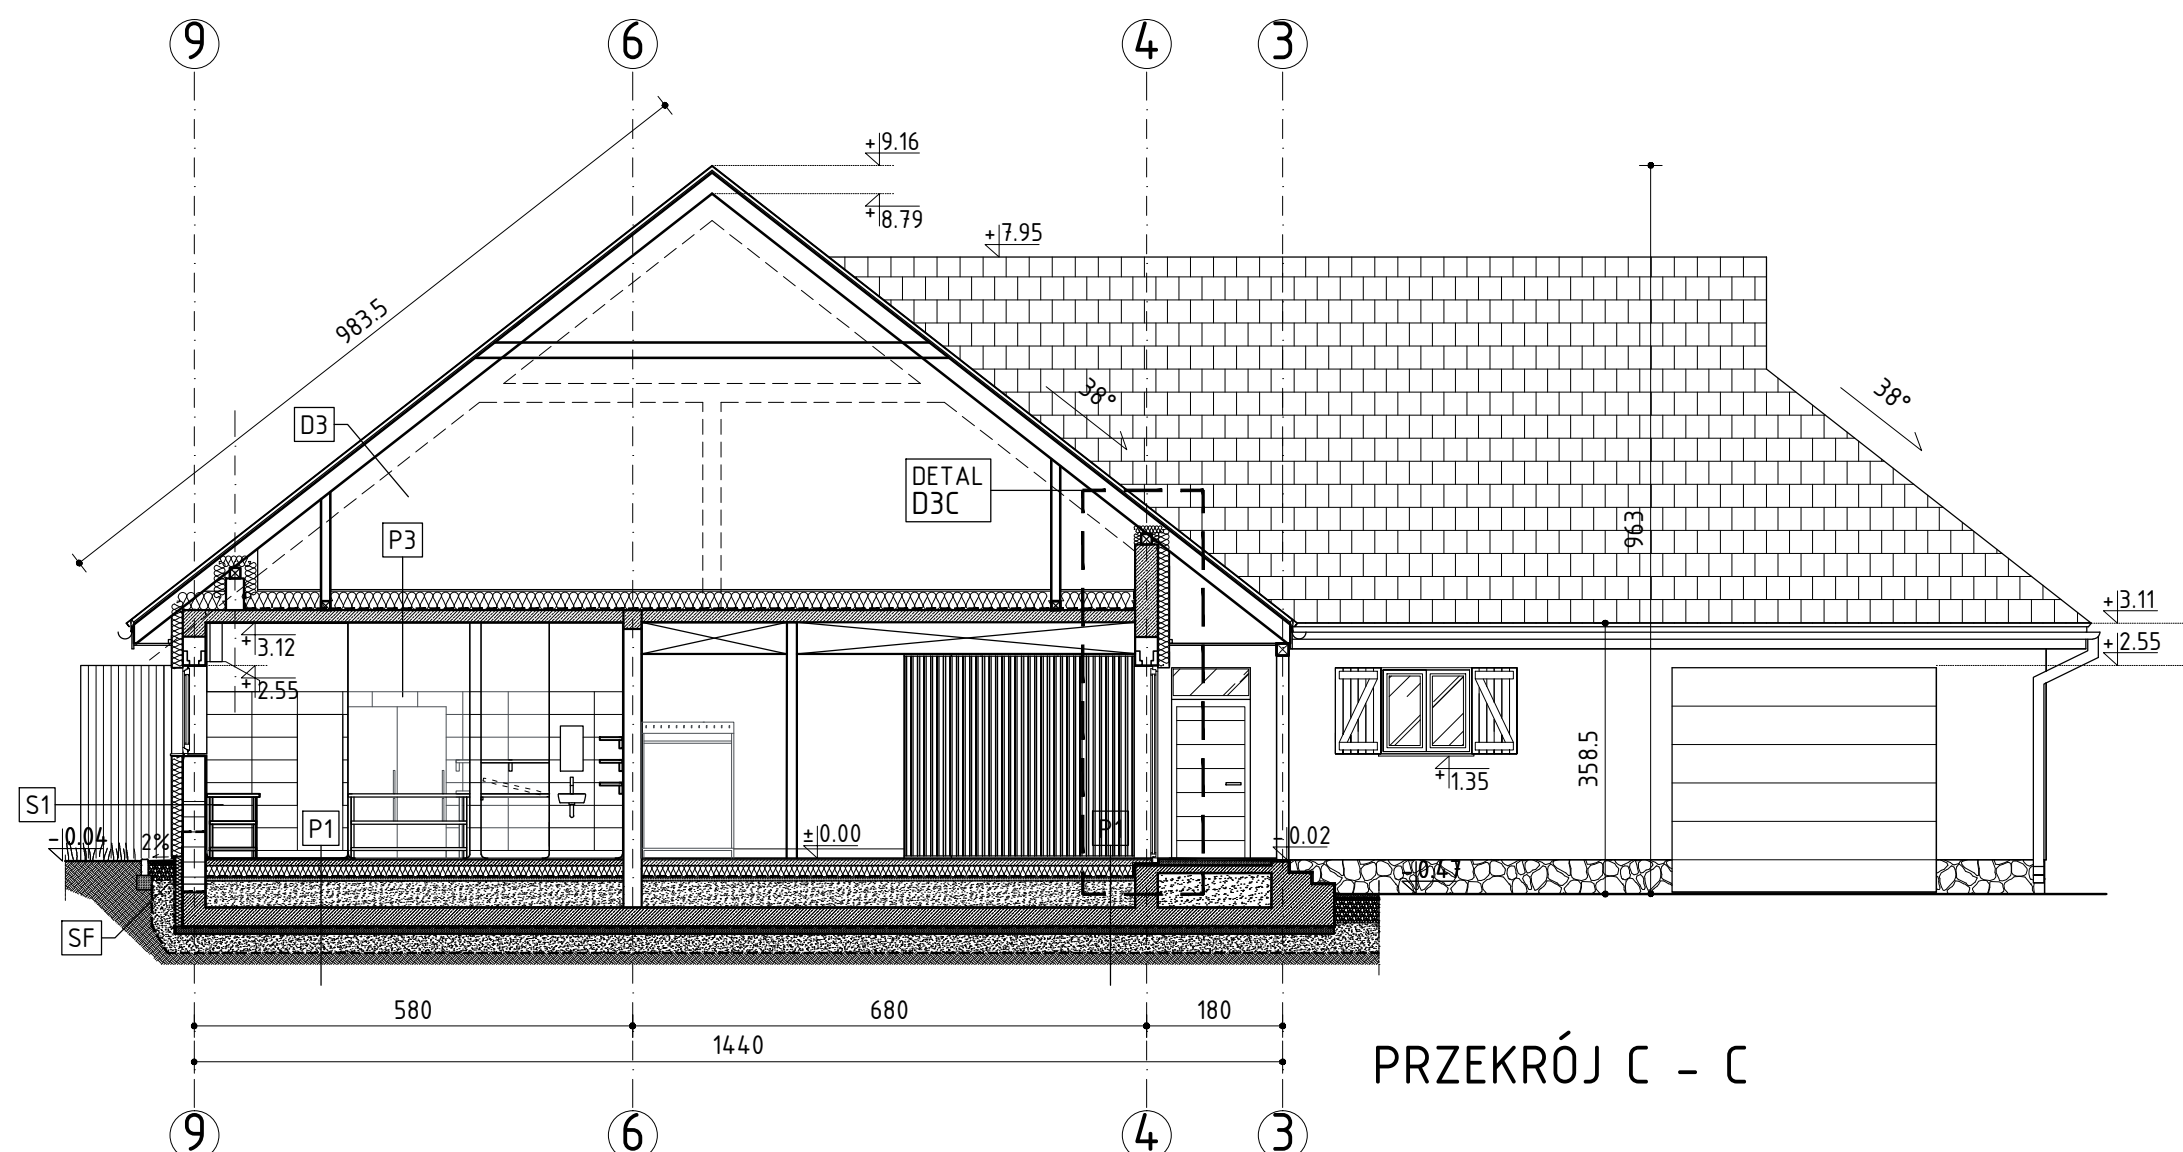 9 6 4 3
+9.16
+8.79
+7.95
983.5
38° 38°
D3
DETAL
D3C
963
P3
+3.11
+3.12
+2.55
+2.55
358.5
+1.35
S1
P1 P1
-0.04 2%
±0.00
-0.02
-0.47
SF
580 680 180
1440
PRZEKRÓJ C - C
9 6 4 3